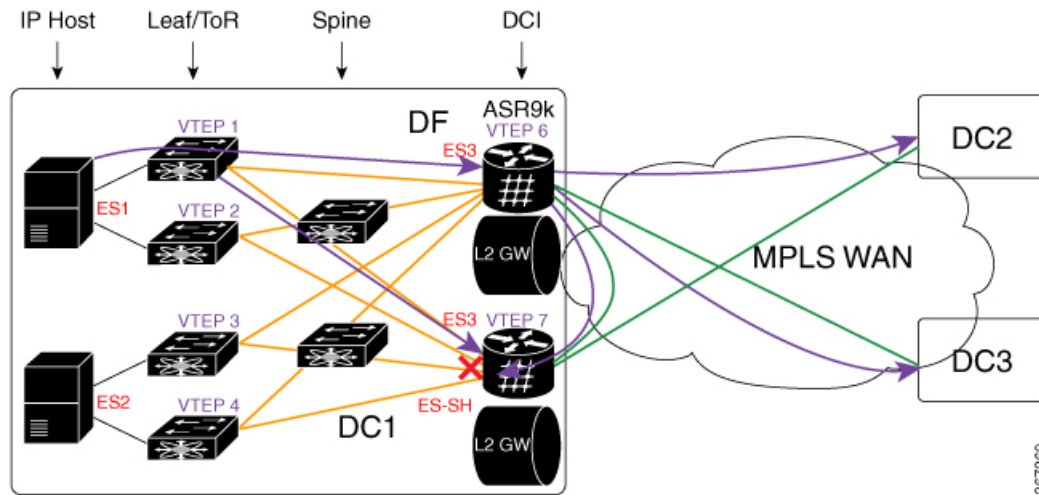 IP Host
Leaf/ToR
Spine
DCI
VTEP 1
DF
ASR9k
VTEP 6
ES3
DC2
ES1
VTEP 2
L2 GW
MPLS WAN
VTEP 3
ES3
VTEP 7
DC3
ES2
VTEP 4
ES-SH
DC1
L2 GW